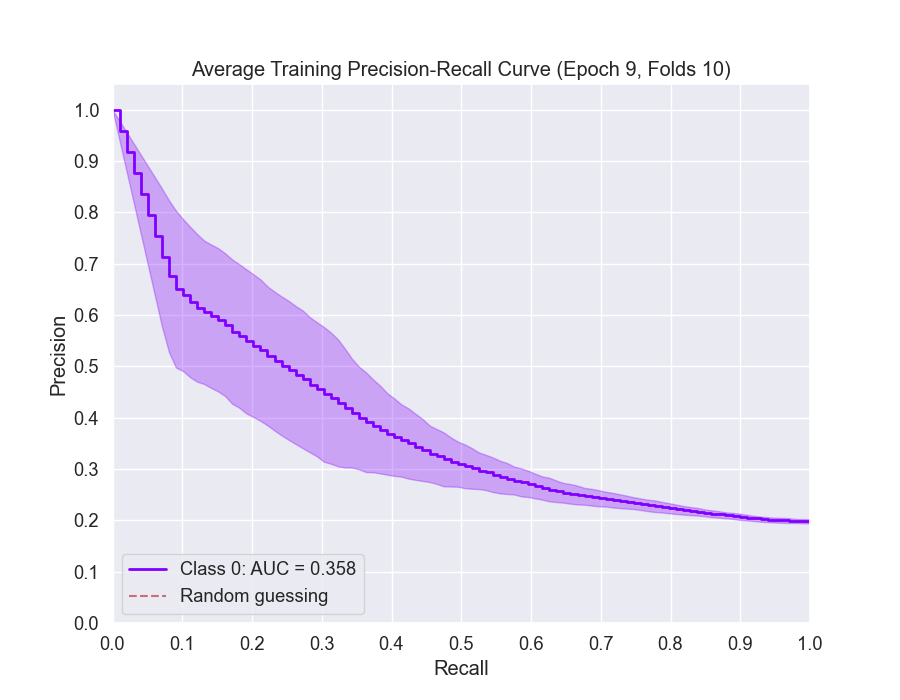 Average Training Precision-Recall Curve (Epoch 9, Folds 10)
1.0
0.9
0.8
0.7
0.6
0.5
0.4
0.3
0.2
0.1
0.0
Precision
Class 0: AUC = 0.358
Random guessing
0.0 0.1 0.2 0.3 0.4 0.5 0.6 0.7 0.8 0.9 1.0
Recall